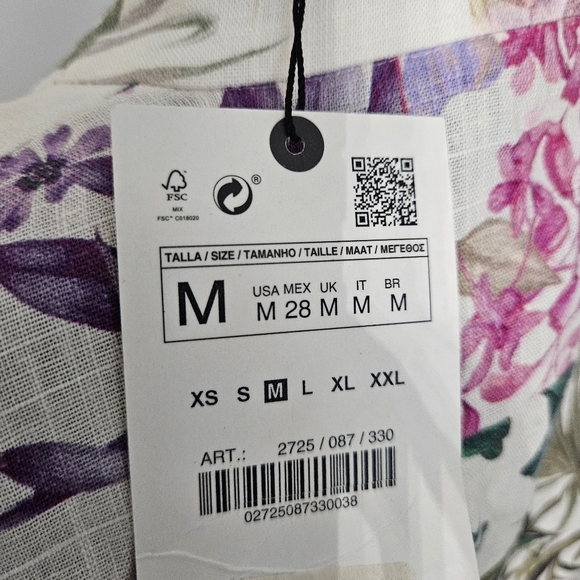 FSC
MIX
FSC™ C018020
®
TALLA / SIZE / TAMANHO / TAILLE / MAAT / ΜΕΓΕΘΟΣ
M
USA MEX UK IT BR
M 28 M M M
XS S M L XL XXL
ART.: 2725 / 087 / 330
02725087330038